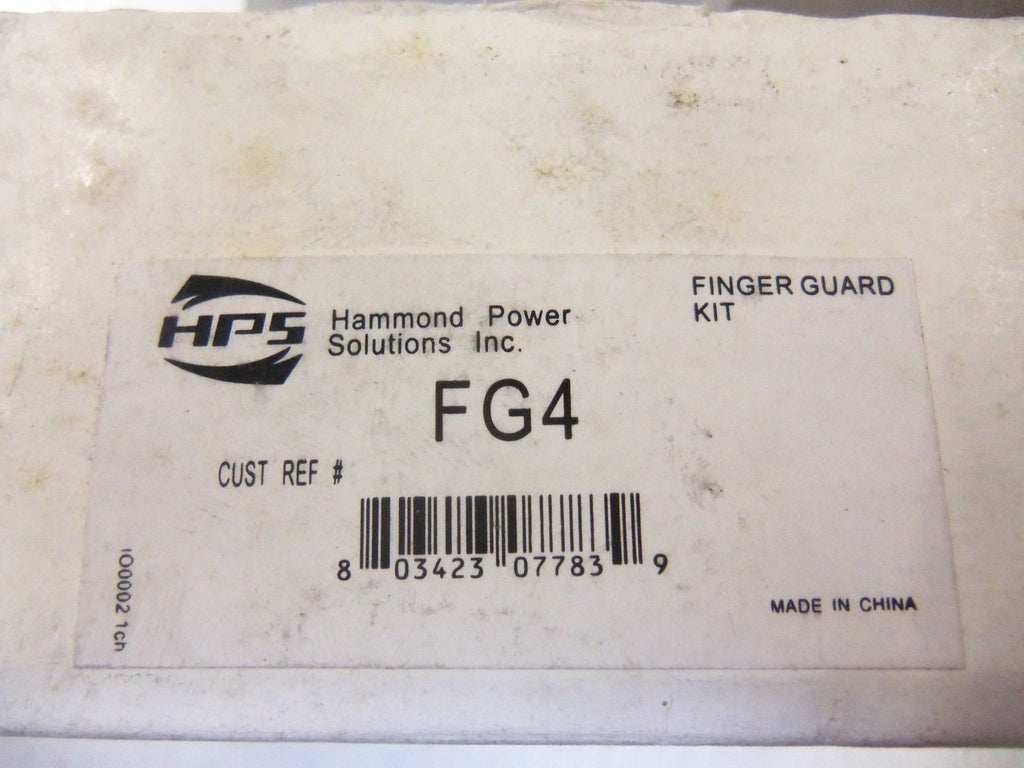 HPS
Hammond Power
Solutions Inc.
FINGER GUARD
KIT
FG4
CUST REF #
8 03423 07783 9
IO0002 1ch
MADE IN CHINA